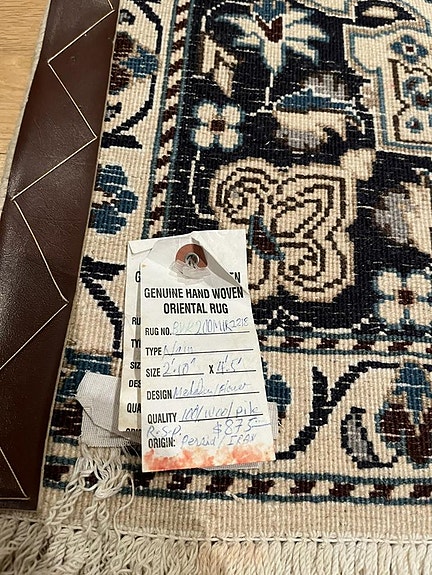 GENUINE HAND WOVEN
ORIENTAL RUG
RUG NO.
TYPE Nain
SIZE 2'.10" X 4'.5"
DESIGN
QUALITY 100% Wool pile
R.S.P. $875
ORIGIN: Persia / IRAN